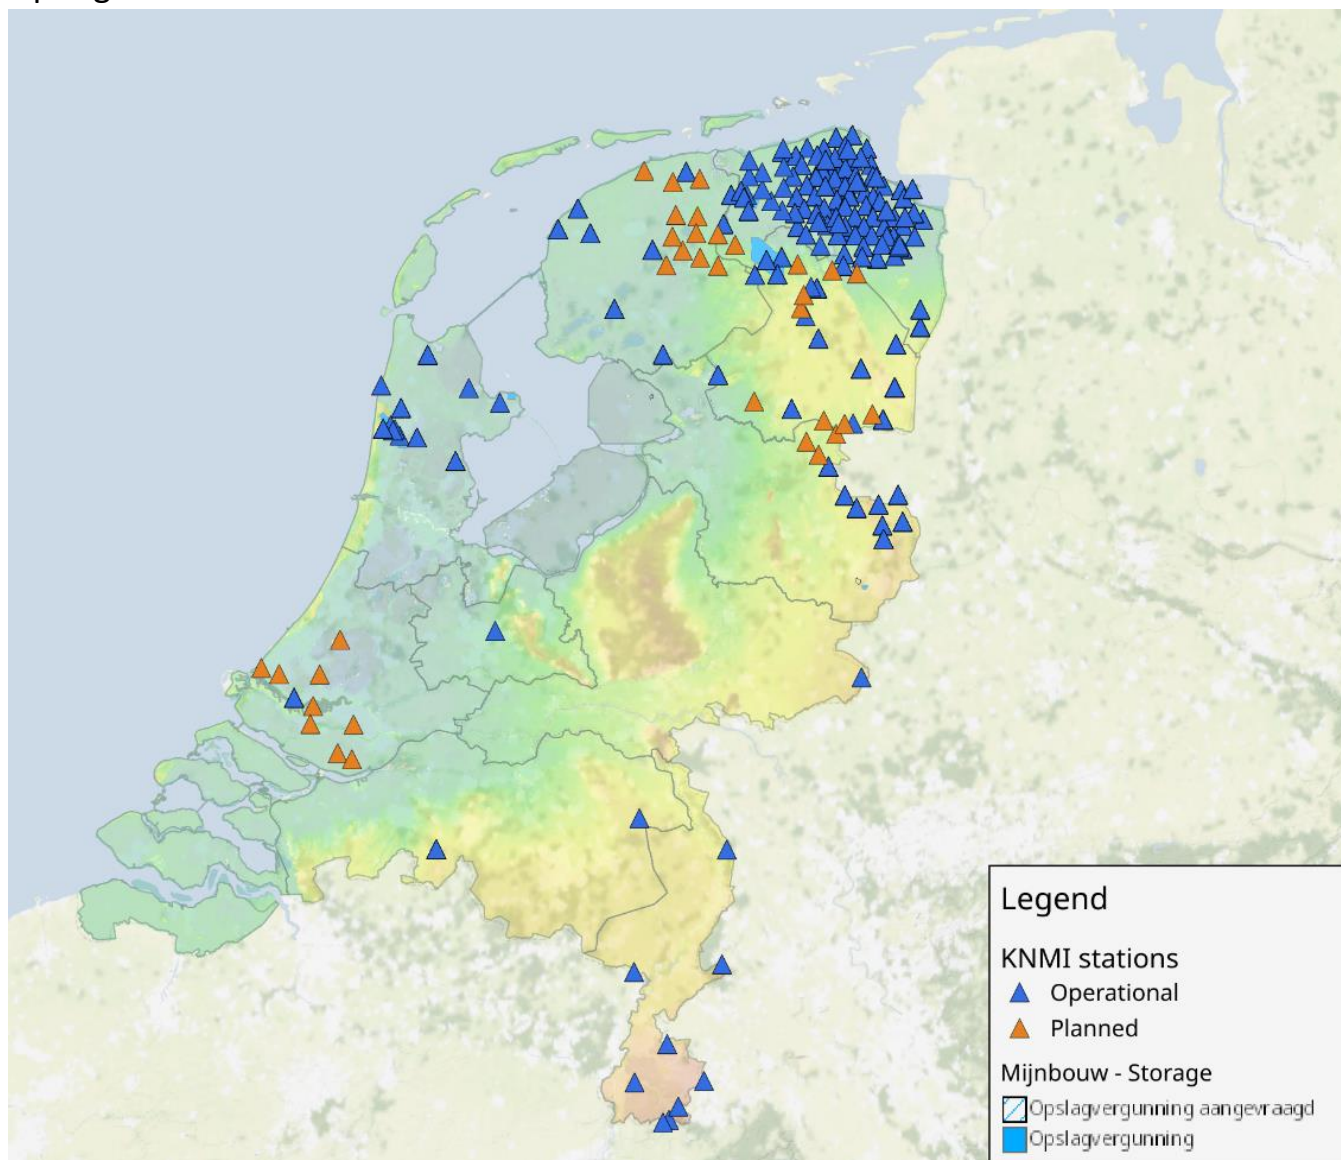 Legend
KNMI stations
Operational
Planned
Mijnbouw - Storage
Opslagvergunning aangevraagd
Opslagvergunning